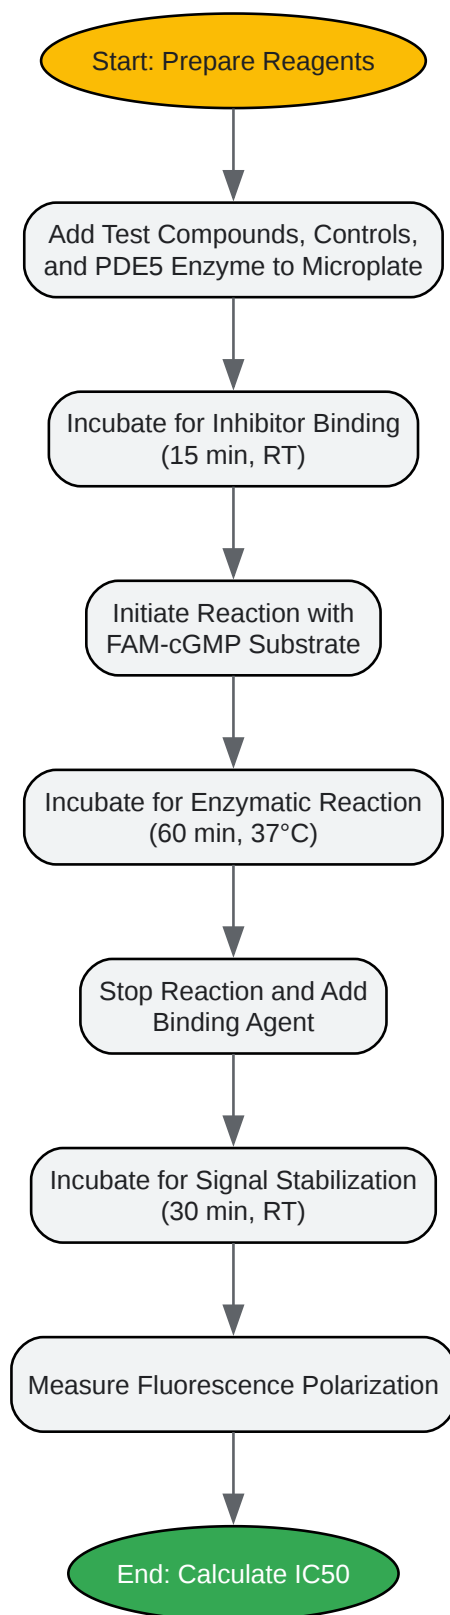 Start: Prepare Reagents
Add Test Compounds, Controls,
and PDE5 Enzyme to Microplate
Incubate for Inhibitor Binding
(15 min, RT)
Initiate Reaction with
FAM-cGMP Substrate
Incubate for Enzymatic Reaction
(60 min, 37°C)
Stop Reaction and Add
Binding Agent
Incubate for Signal Stabilization
(30 min, RT)
Measure Fluorescence Polarization
End: Calculate IC50